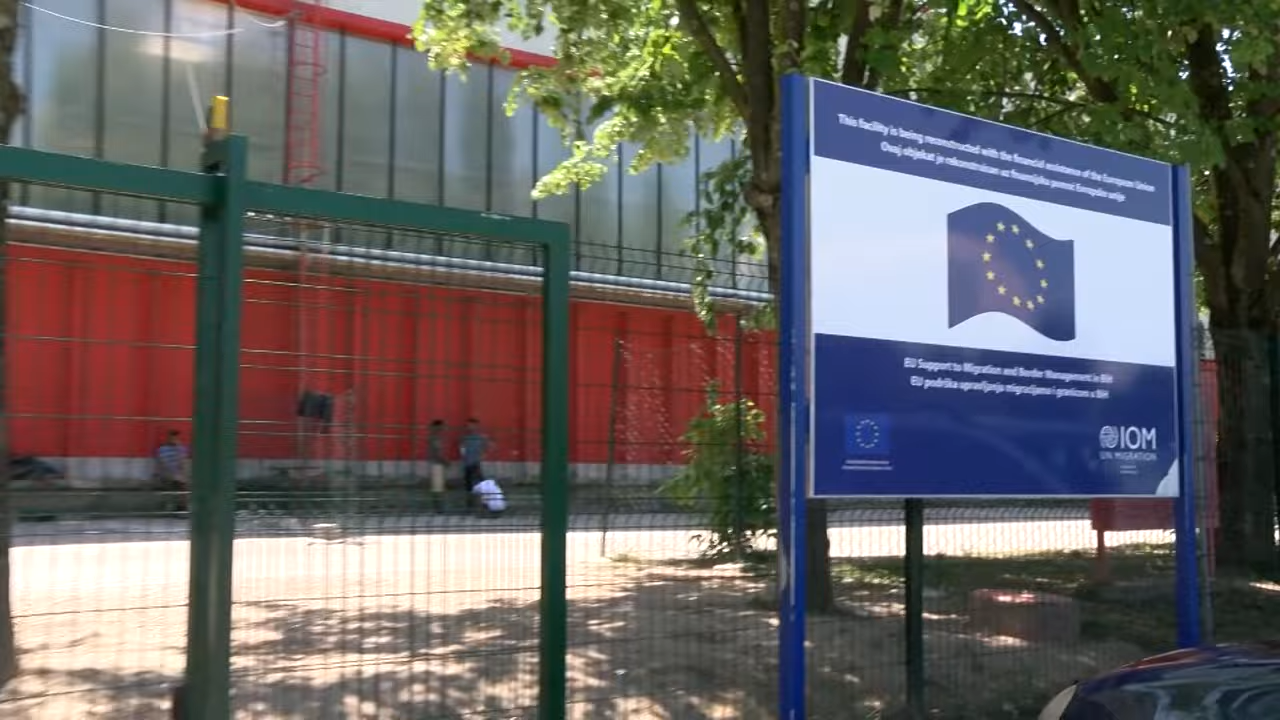 This facility is being reconstructed with the financial assistance of the European Union
Ovaj objekat je rekonstruisan uz finansijsku pomoć Evropske unije
EU Support to Migration and Border Management in BiH
EU podrška upravljanju migracijama i granicom u BiH
IOM
UN MIGRATION